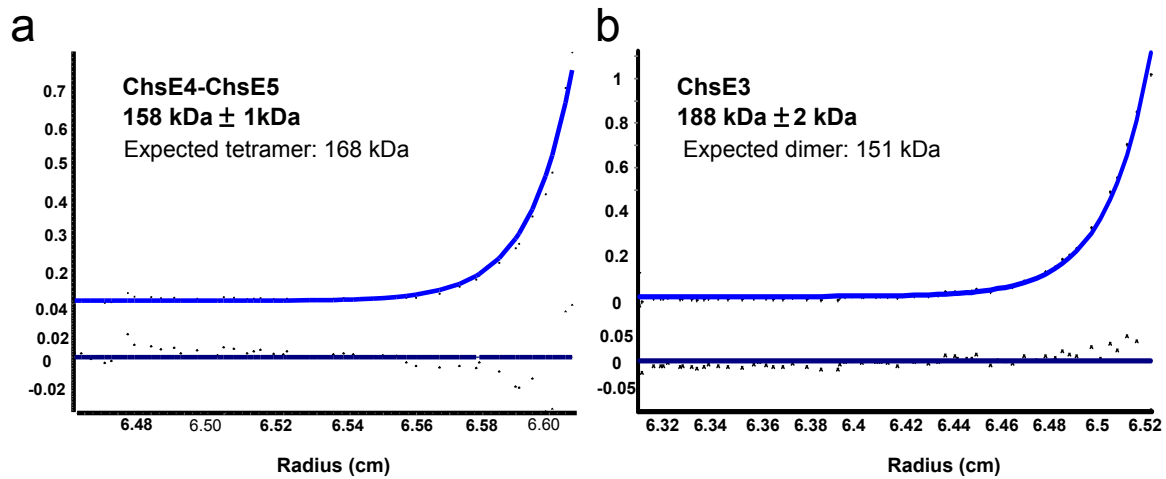 a
ChsE4-ChsE5
158 kDa ± 1kDa
Expected tetramer: 168 kDa
0.7
0.6
0.5
0.4
0.3
0.2
0.04
0.02
0
-0.02
6.48 6.50 6.52 6.54 6.56 6.58 6.60
Radius (cm)
b
ChsE3
188 kDa ±2 kDa
Expected dimer: 151 kDa
1
0.8
0.6
0.4
0.2
0
0.05
0
-0.05
6.32 6.34 6.36 6.38 6.4 6.42 6.44 6.46 6.48 6.5 6.52
Radius (cm)